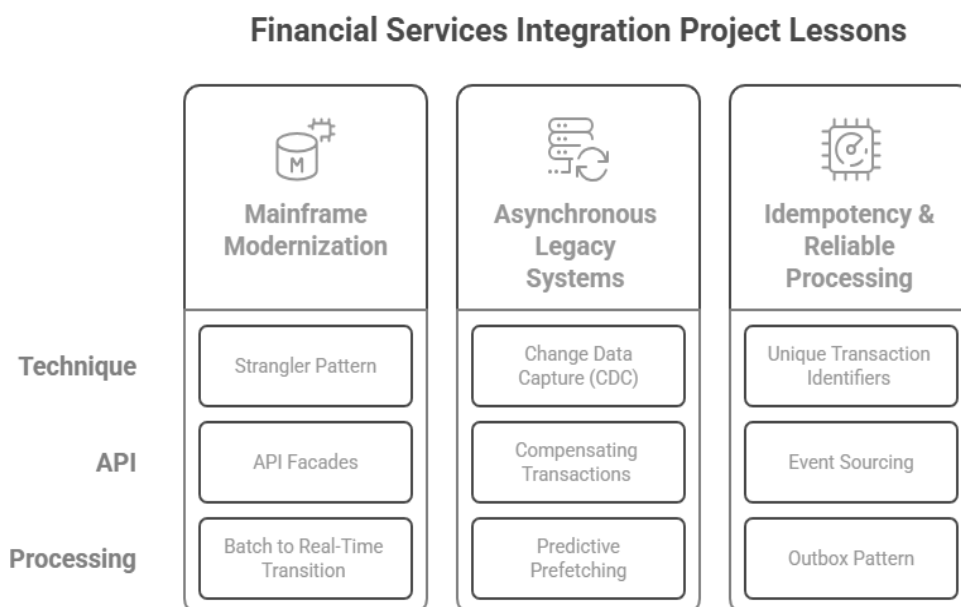 Financial Services Integration Project Lessons
M
Mainframe
Modernization
Asynchronous
Legacy
Systems
Idempotency &
Reliable
Processing
Technique
Strangler Pattern
Change Data
Capture (CDC)
Unique Transaction
Identifiers
API
API Facades
Compensating
Transactions
Event Sourcing
Processing
Batch to Real-Time
Transition
Predictive
Prefetching
Outbox Pattern